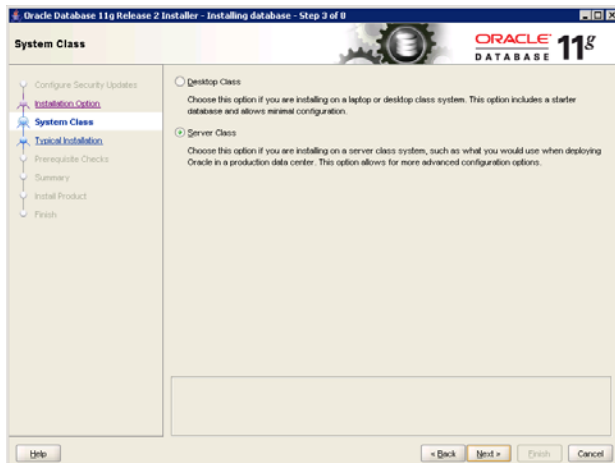 Oracle Database 11g Release 2 Installer - Installing database - Step 3 of 8
System Class
ORACLE
DATABASE
11g
Configure Security Updates
Installation Option
System Class
Typical Installation
Prerequisite Checks
Summary
Install Product
Finish
Desktop Class
Choose this option if you are installing on a laptop or desktop class system. This option includes a starter
database and allows minimal configuration.
Server Class
Choose this option if you are installing on a server class system, such as what you would use when deploying
Oracle in a production data center. This option allows for more advanced configuration options.
Help
< Back
Next >
Finish
Cancel